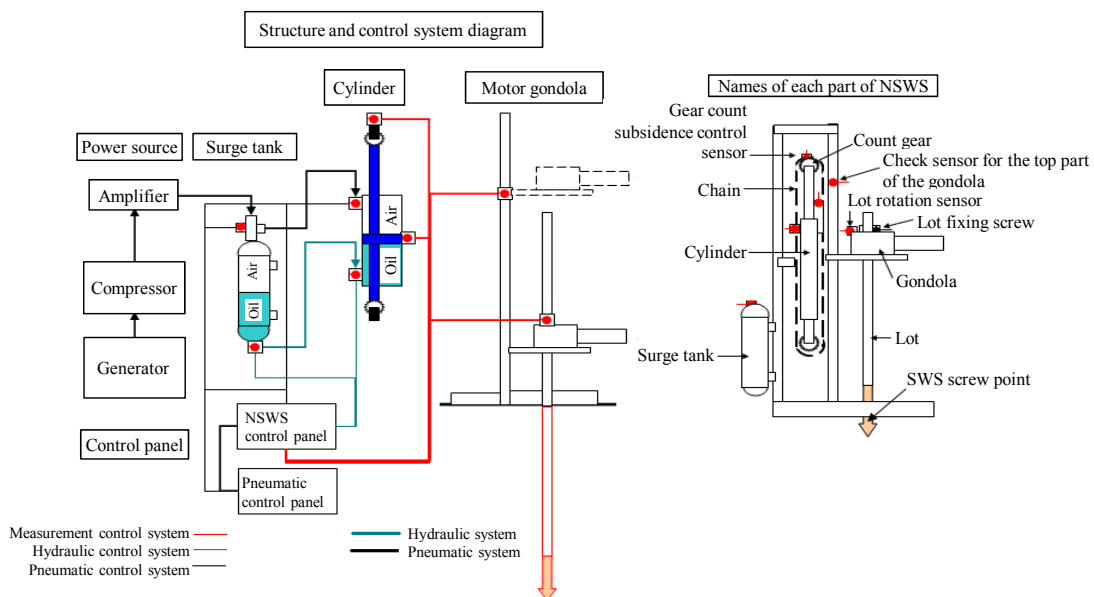 Structure and control system diagram
Power source
Surge tank
Cylinder
Motor gondola
Amplifier
Compressor
Generator
Air
Oil
Air
Oil
Control panel
NSWS
control panel
Pneumatic
control panel
Measurement control system
Hydraulic control system
Pneumatic control system
Hydraulic system
Pneumatic system
Names of each part of NSWS
Gear count
subsidence control
sensor
Count gear
Check sensor for the top part
of the gondola
Chain
Lot rotation sensor
Lot fixing screw
Cylinder
Gondola
Surge tank
Lot
SWS screw point